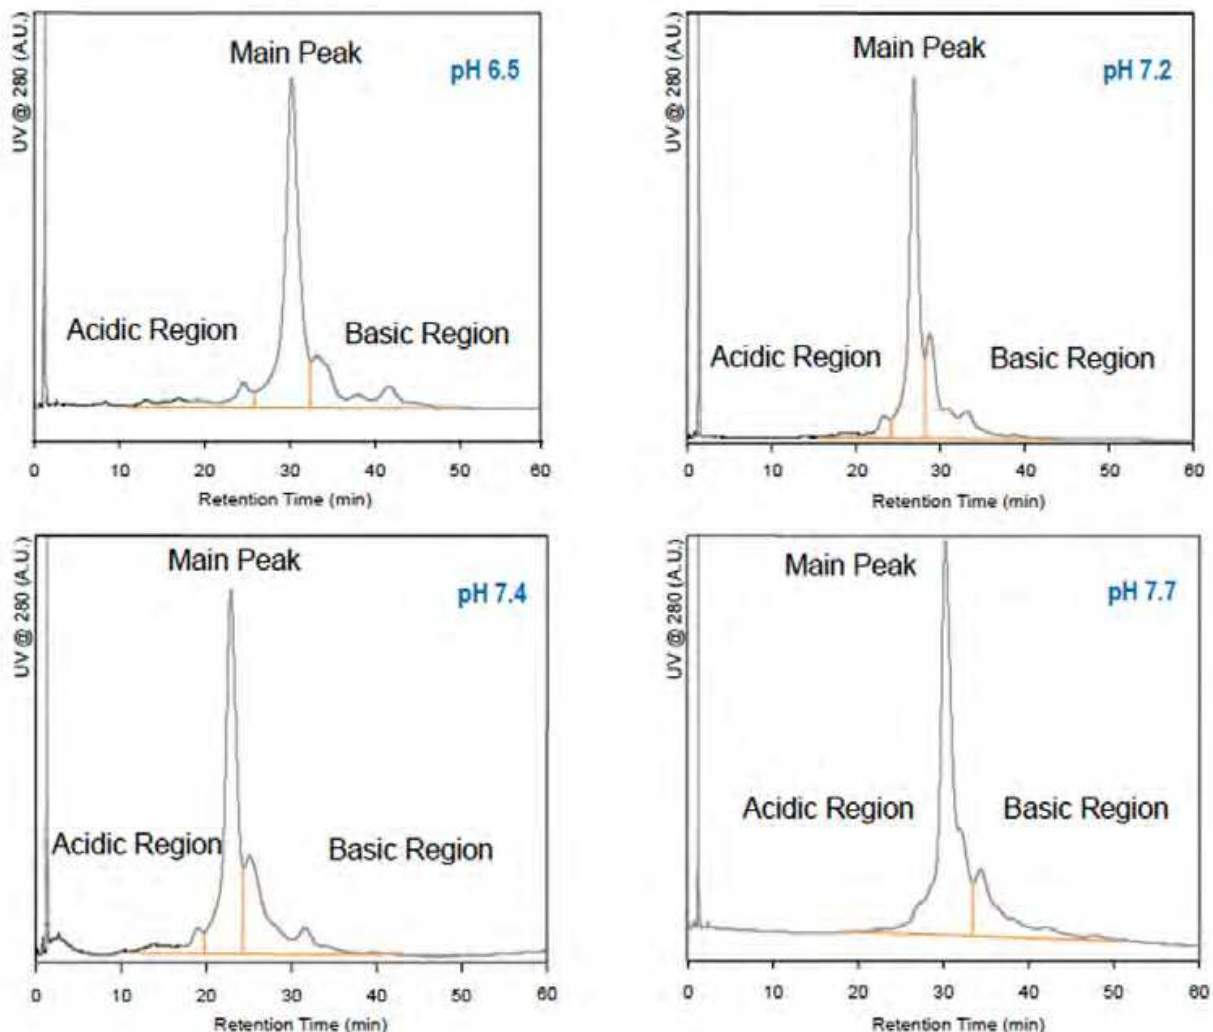 UV @ 280 (A.U.)
Main Peak
pH 6.5
Acidic Region
Basic Region
0 10 20 30 40 50 60
Retention Time (min)
UV @ 280 (A.U.)
Main Peak
pH 7.2
Acidic Region
Basic Region
0 10 20 30 40 50 60
Retention Time (min)
UV @ 280 (A.U.)
Main Peak
pH 7.4
Acidic Region
Basic Region
0 10 20 30 40 50 60
Retention Time (min)
UV @ 280 (A.U.)
Main Peak
pH 7.7
Acidic Region
Basic Region
0 10 20 30 40 50 60
Retention Time (min)